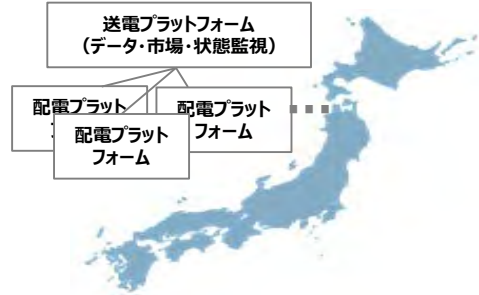 送電プラットフォーム
（データ・市場・状態監視）
配電プラット
配電プラット
フォーム
配電プラット
フォーム